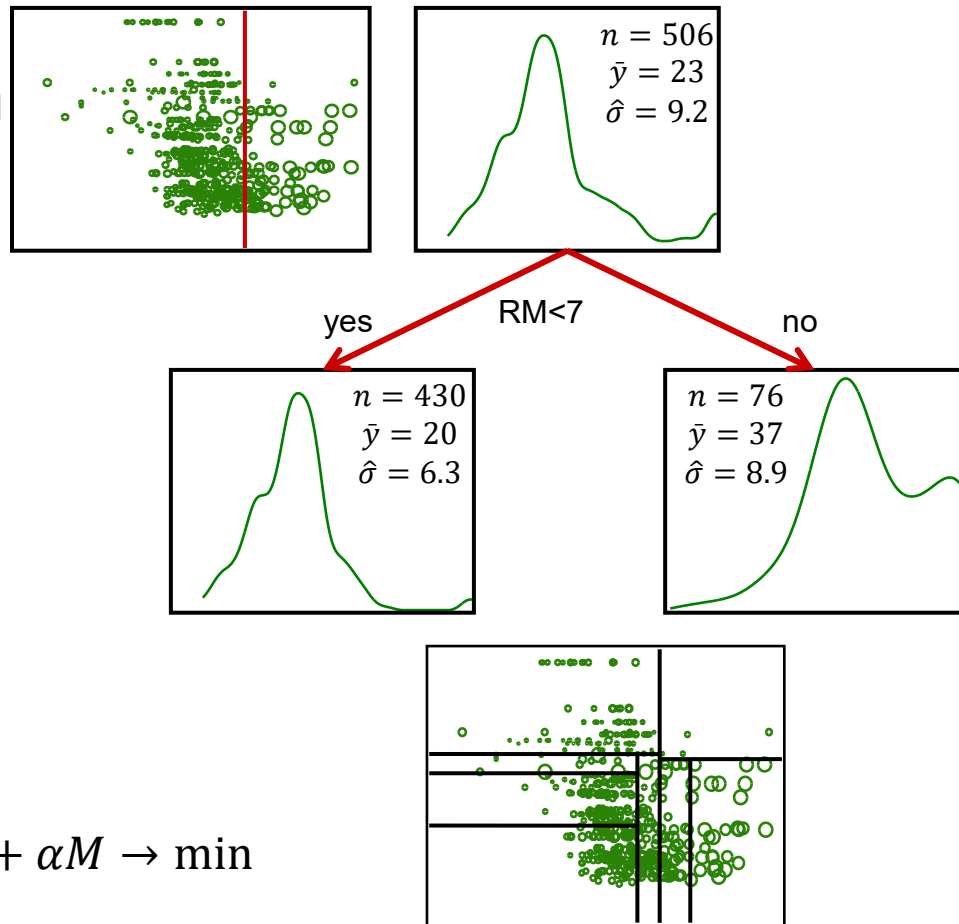 n = 506
ȳ = 23
σ̂ = 9.2
RM<7
yes
no
n = 430
ȳ = 20
σ̂ = 6.3
n = 76
ȳ = 37
σ̂ = 8.9
+ αM → min